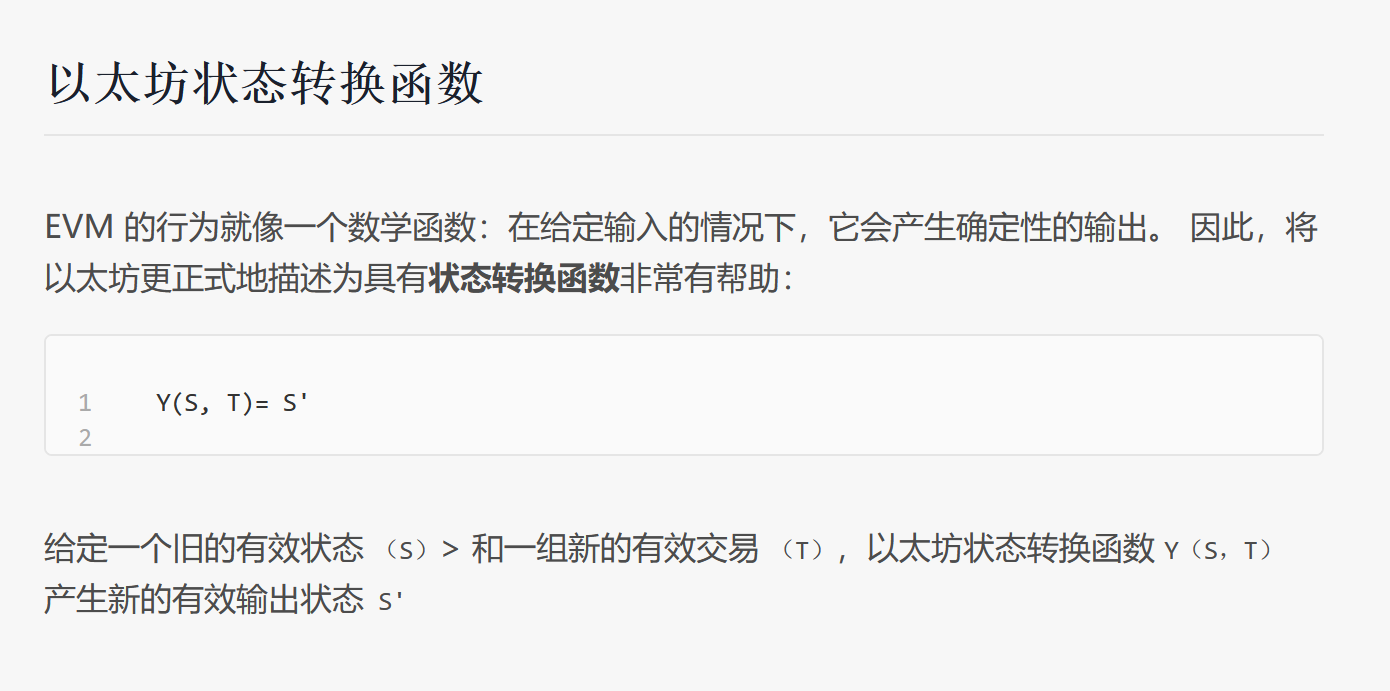 以太坊状态转换函数
EVM 的行为就像一个数学函数：在给定输入的情况下，它会产生确定性的输出。 因此，将
以太坊更正式地描述为具有状态转换函数非常有帮助：
1 Y(S, T)= S'
2
给定一个旧的有效状态 （S）> 和一组新的有效交易 （T），以太坊状态转换函数 Y（S，T）
产生新的有效输出状态 S'